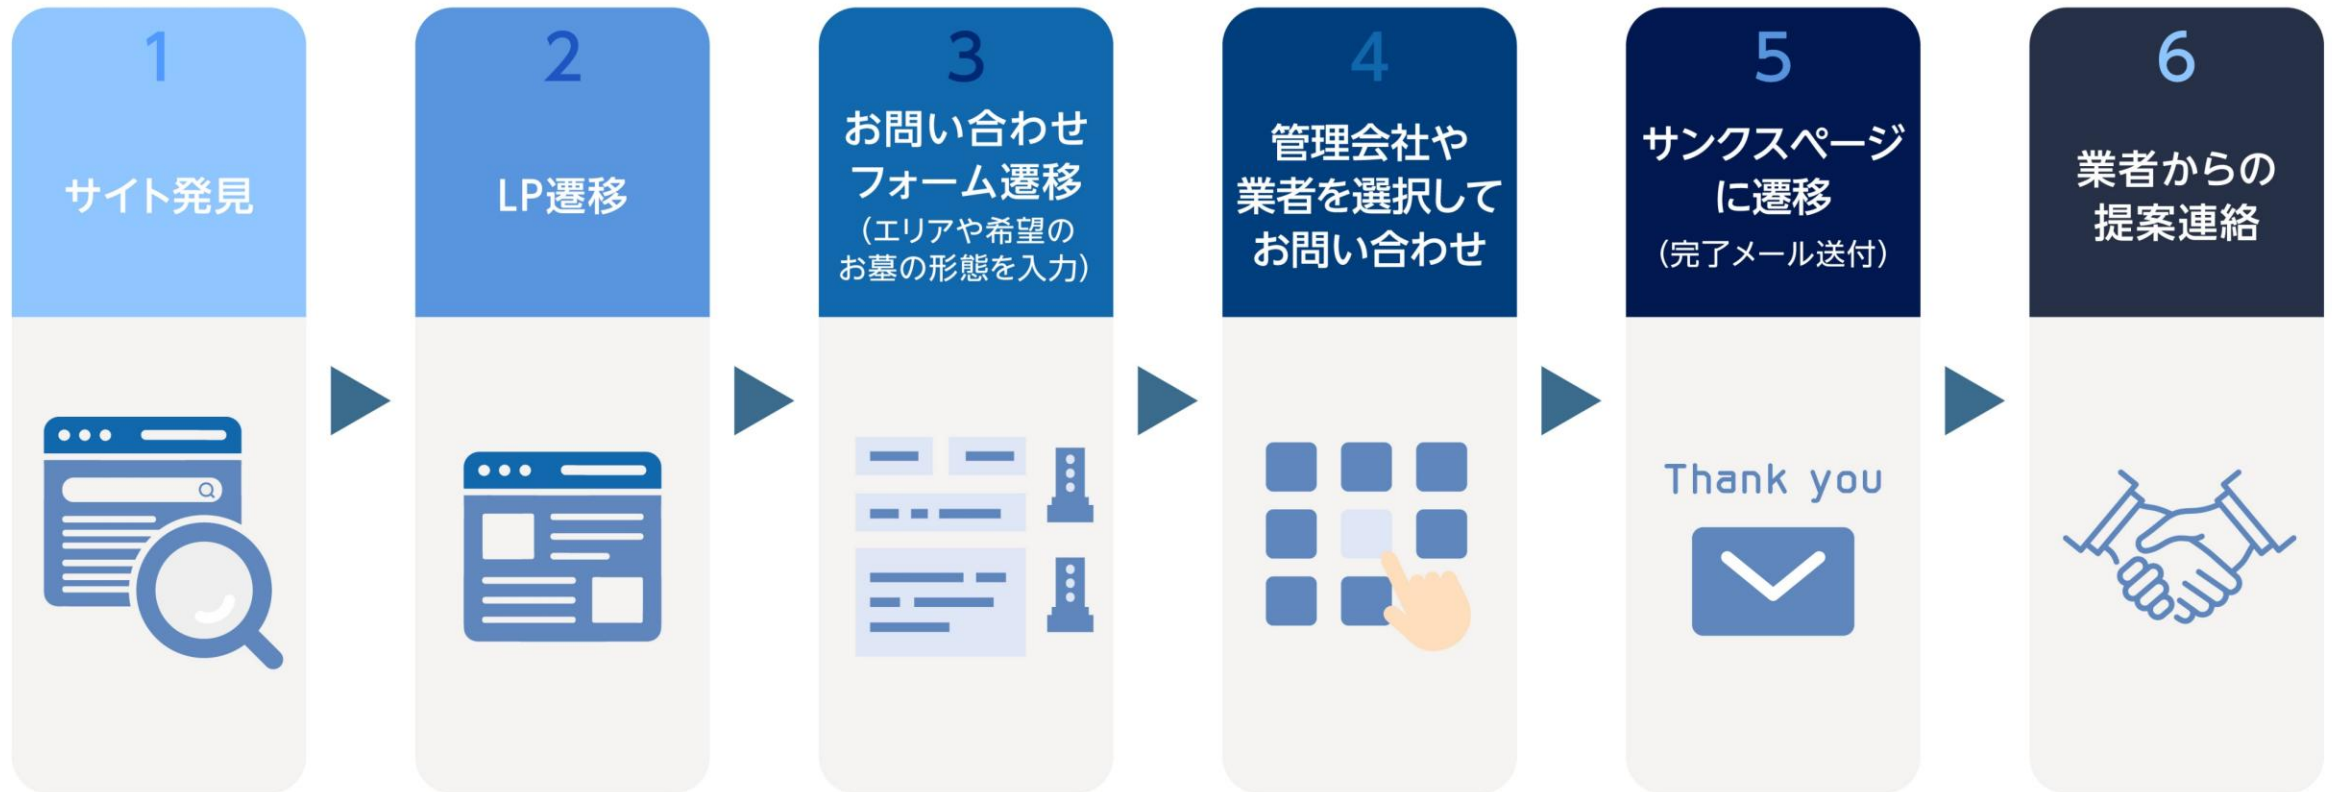 1
サイト発見
2
LP遷移
3
お問い合わせ
フォーム遷移
(エリアや希望の
お墓の形態を入力)
4
管理会社や
業者を選択して
お問い合わせ
5
サンクスページ
に遷移
(完了メール送付)
Thank you
6
業者からの
提案連絡